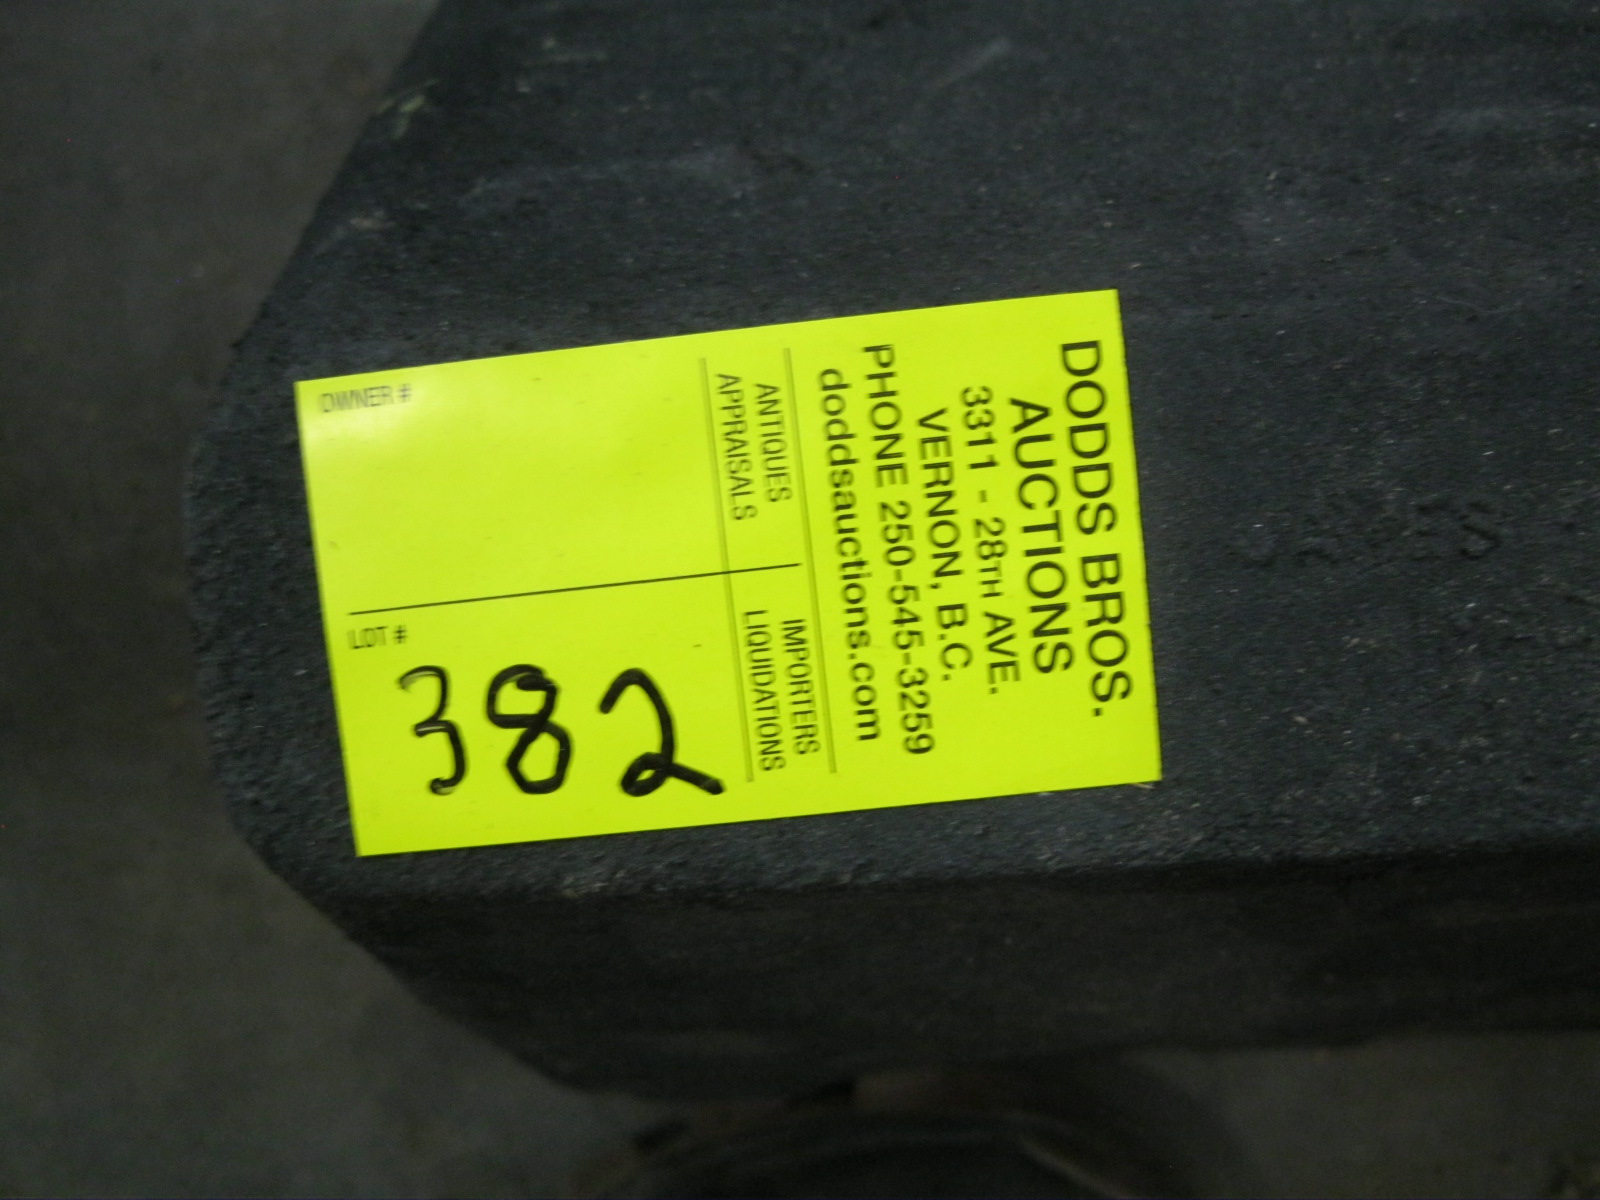 DODDS BROS.
AUCTIONS
3311 - 28TH AVE.
VERNON, B.C.
PHONE 250-545-3259
doddsauctions.com
ANTIQUES IMPORTERS
APPRAISALS LIQUIDATIONS
OWNER #
LOT #
382